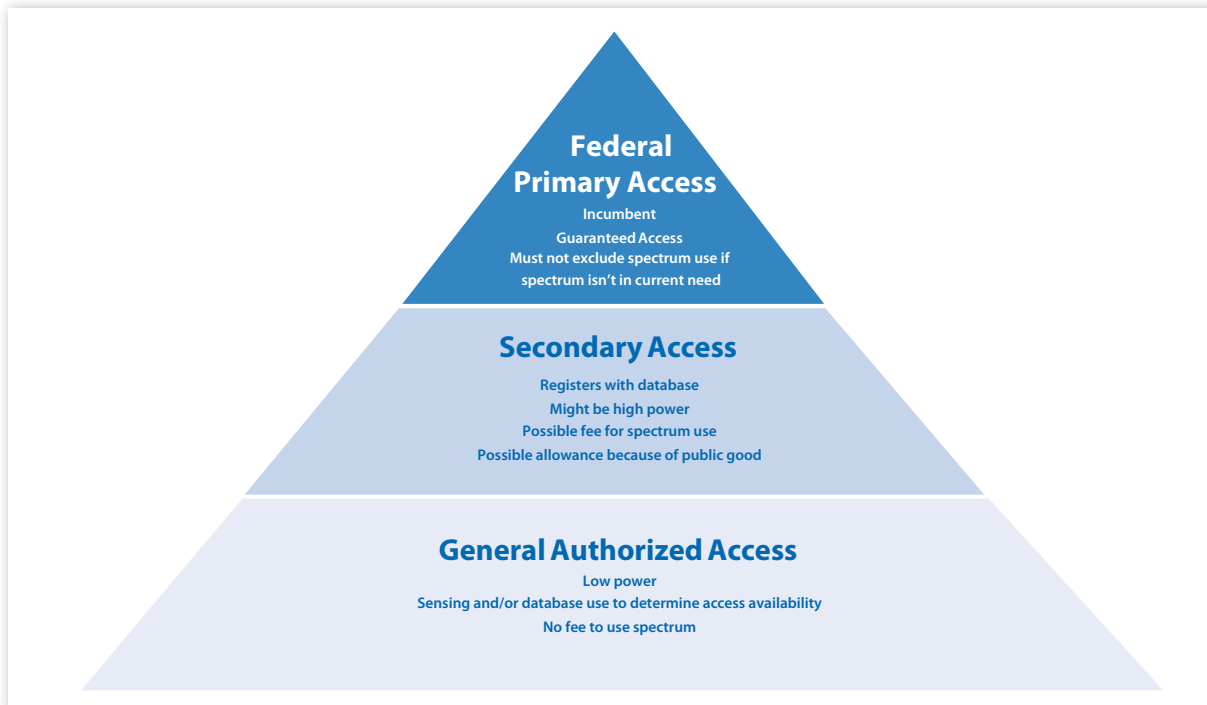 Federal
Primary Access
Incumbent
Guaranteed Access
Must not exclude spectrum use if
spectrum isn’t in current need
Secondary Access
Registers with database
Might be high power
Possible fee for spectrum use
Possible allowance because of public good
General Authorized Access
Low power
Sensing and/or database use to determine access availability
No fee to use spectrum